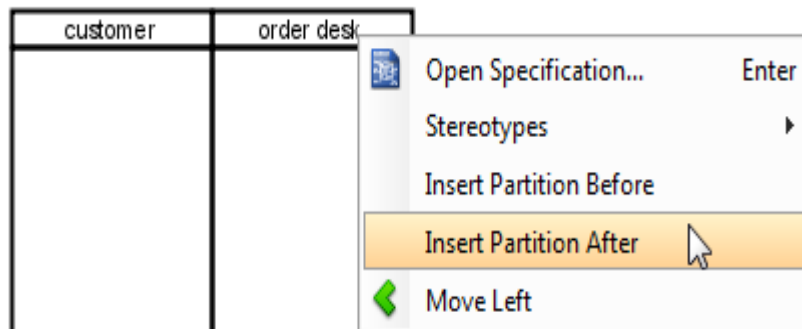 customer order desk
Open Specification... Enter
Stereotypes
Insert Partition Before
Insert Partition After
Move Left